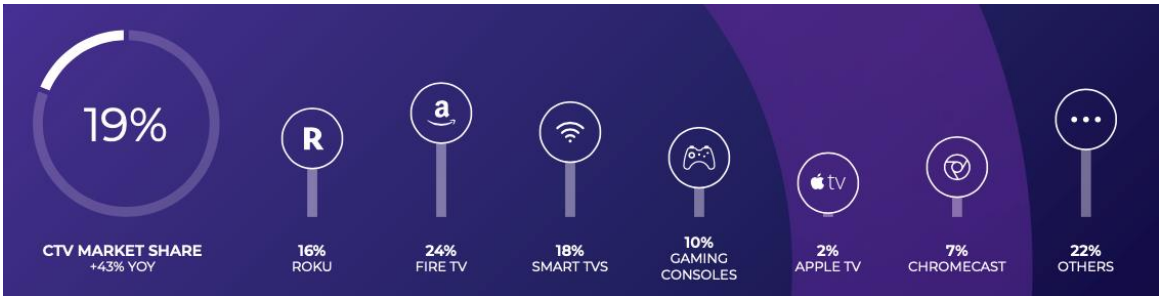 19%
CTV MARKET SHARE
+43% YOY
R
16%
ROKU
a
24%
FIRE TV
18%
SMART TVS
10%
GAMING
CONSOLES
tv
2%
APPLE TV
7%
CHROMECAST
22%
OTHERS